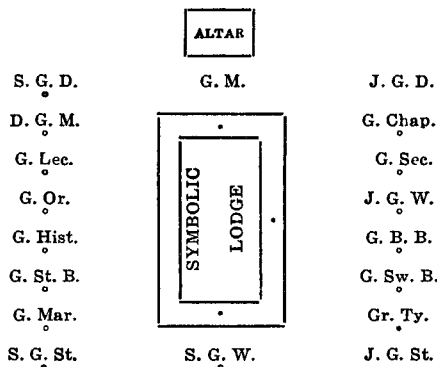 ALTAR
S. G. D. G. M. J. G. D.
D. G. M. G. Chap.
G. Lec. G. Sec.
G. Or. J. G. W.
G. Hist. G. B. B.
G. St. B. G. Sw. B.
G. Mar. Gr. Ty.
S. G. St. S. G. W. J. G. St.
SYMBOLIC
LODGE